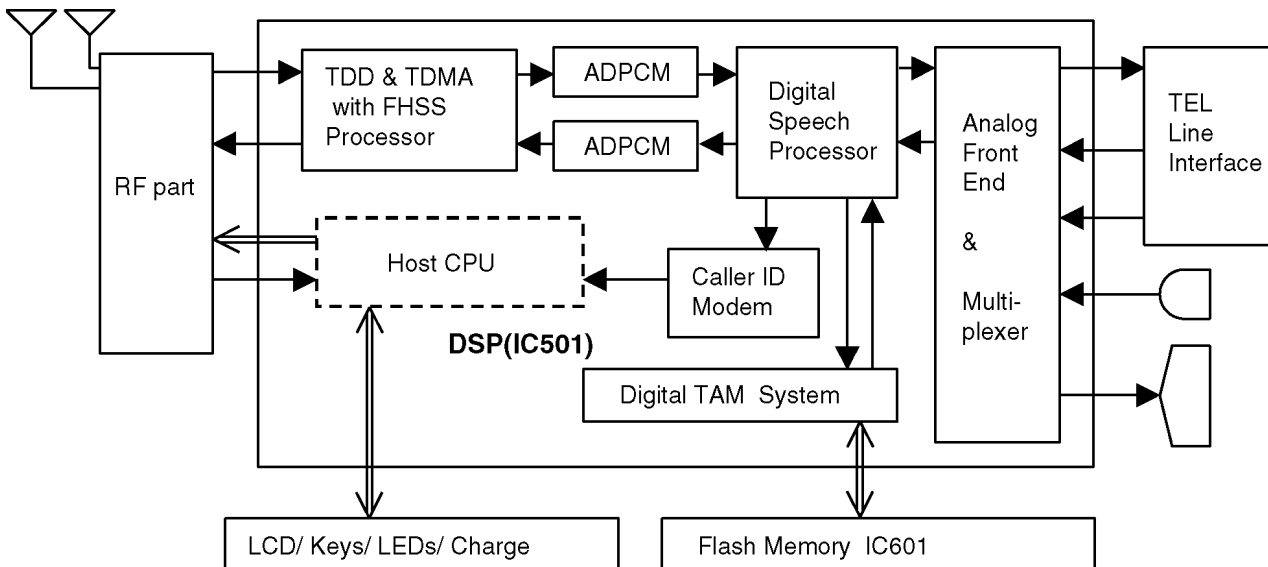 RF part
TDD & TDMA
with FHSS
Processor
ADPCM
ADPCM
Digital
Speech
Processor
Analog
Front
End
&
Multi-
plexer
TEL
Line
Interface
Host CPU
Caller ID
Modem
DSP(IC501)
Digital TAM System
LCD/ Keys/ LEDs/ Charge
Flash Memory IC601